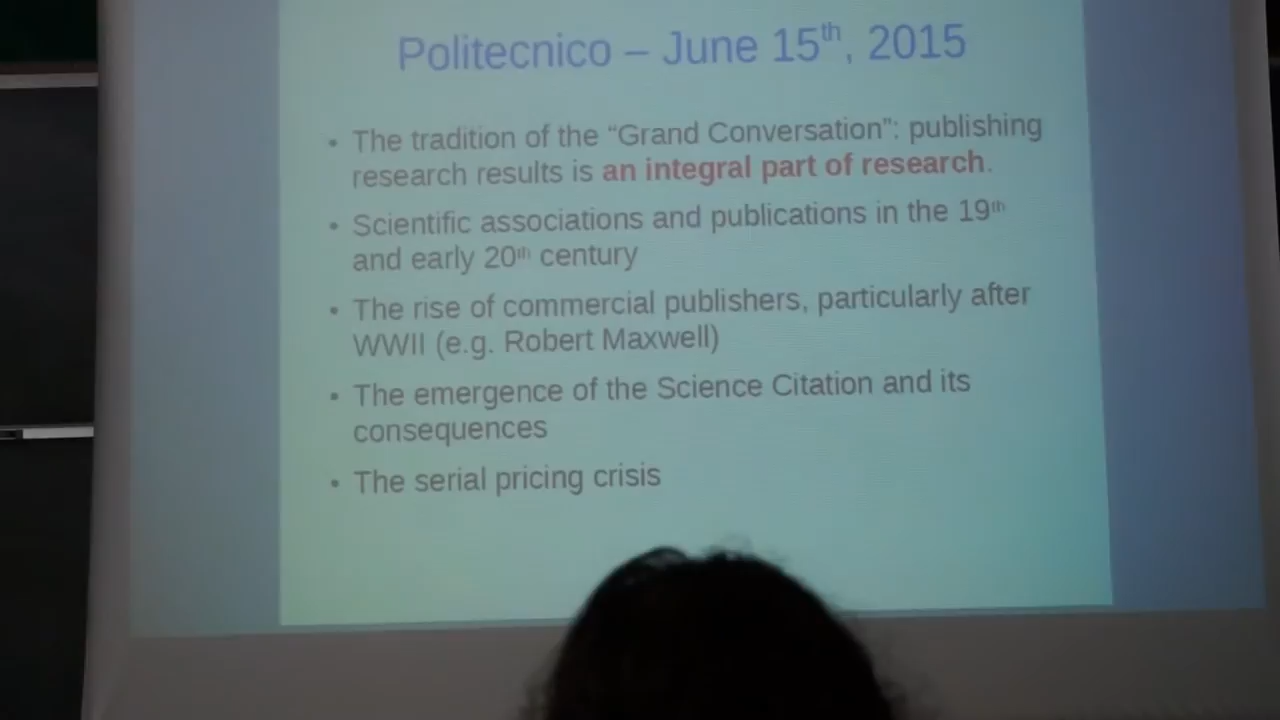 Politecnico – June 15th, 2015
• The tradition of the “Grand Conversation”: publishing
research results is an integral part of research.
• Scientific associations and publications in the 19th
and early 20th century
• The rise of commercial publishers, particularly after
WWII (e.g. Robert Maxwell)
• The emergence of the Science Citation and its
consequences
• The serial pricing crisis